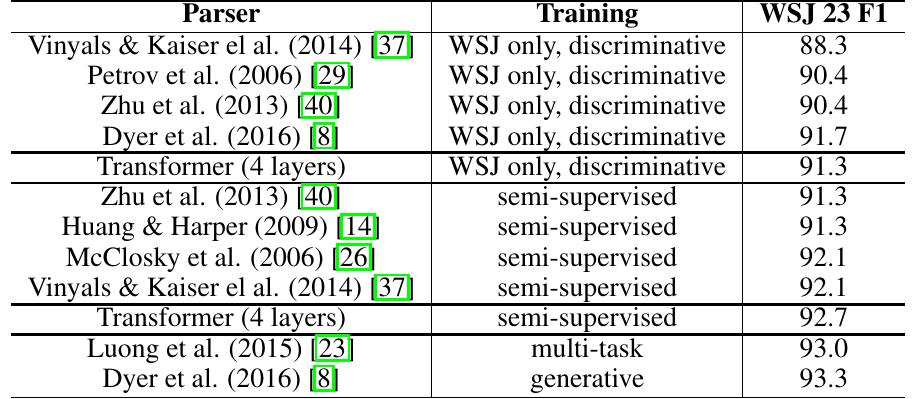 Parser Training WSJ 23 F1
Vinyals & Kaiser el al. (2014) [37] WSJ only, discriminative 88.3
Petrov et al. (2006) [29] WSJ only, discriminative 90.4
Zhu et al. (2013) [40] WSJ only, discriminative 90.4
Dyer et al. (2016) [8] WSJ only, discriminative 91.7
Transformer (4 layers) WSJ only, discriminative 91.3
Zhu et al. (2013) [40] semi-supervised 91.3
Huang & Harper (2009) [14] semi-supervised 91.3
McClosky et al. (2006) [26] semi-supervised 92.1
Vinyals & Kaiser el al. (2014) [37] semi-supervised 92.1
Transformer (4 layers) semi-supervised 92.7
Luong et al. (2015) [23] multi-task 93.0
Dyer et al. (2016) [8] generative 93.3